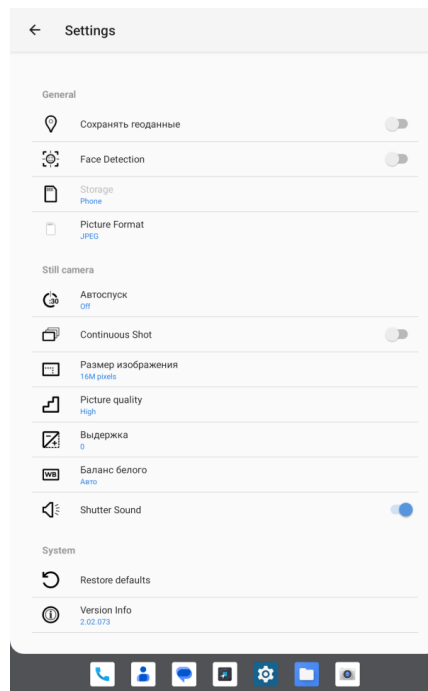 Settings
General
Сохранять геоданные
Face Detection
Storage
Phone
Picture Format
JPEG
Still camera
Автоспуск
Off
Continuous Shot
Размер изображения
16M pixels
Picture quality
High
Выдержка
0
Баланс белого
Авто
Shutter Sound
System
Restore defaults
Version Info
2.02.073